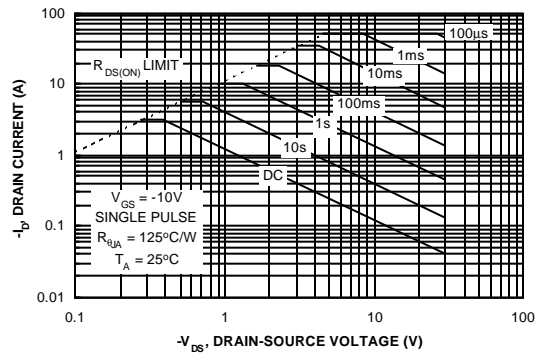 100
100µs
1ms
R_DS(ON) LIMIT
10ms
10
100ms
1s
1
10s
DC
V_GS = -10V
SINGLE PULSE
R_θJA = 125°C/W
T_A = 25°C
0.1
0.01
0.1
1
10
100
-I_D, DRAIN CURRENT (A)
-V_DS, DRAIN-SOURCE VOLTAGE (V)